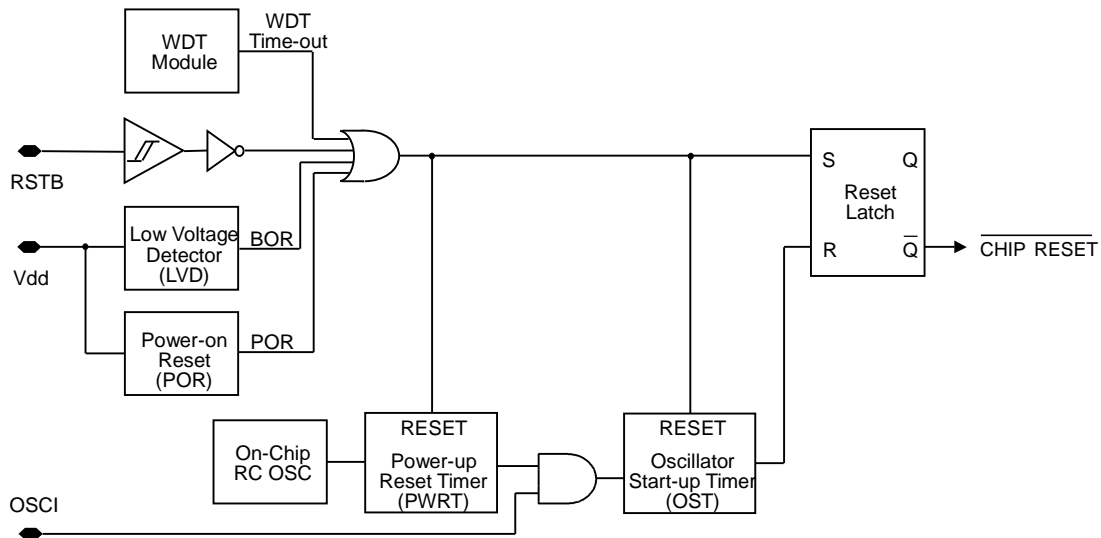 WDT
Module
WDT
Time-out
RSTB
Low Voltage
Detector
(LVD)
BOR
Vdd
Power-on
Reset
(POR)
POR
S Q
Reset
Latch
R Q̅
CHIP RESET
On-Chip
RC OSC
RESET
Power-up
Reset Timer
(PWRT)
RESET
Oscillator
Start-up Timer
(OST)
OSCI